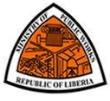 MINISTRY OF PUBLIC WORKS
REPUBLIC OF LIBERIA